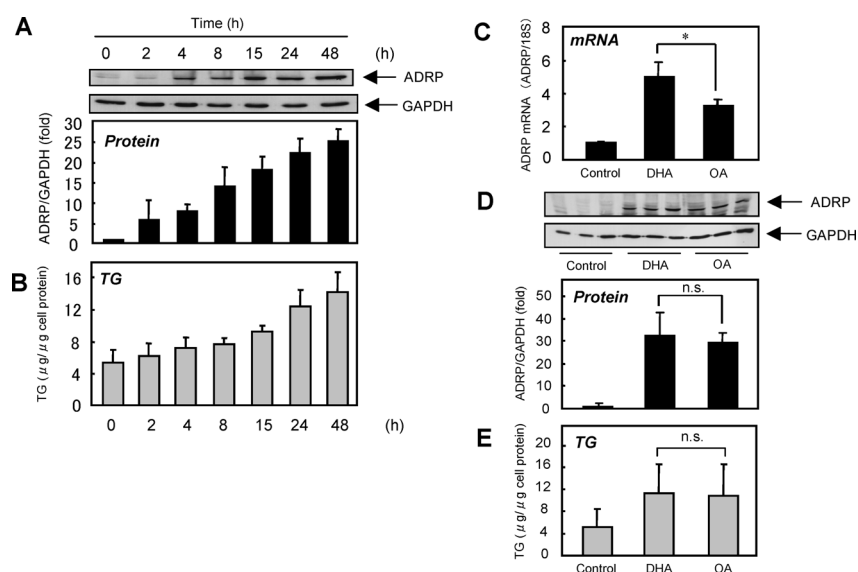 A
Time (h)
0 2 4 8 15 24 48 (h)
ADRP
GAPDH
Protein
ADRP/GAPDH (fold)
30
25
20
15
10
5
0
B
TG
TG (μg/μg cell protein)
16
12
8
4
0
0 2 4 8 15 24 48 (h)
C
mRNA
*
ADRP mRNA (ADRP/18S)
8
6
4
2
0
Control DHA OA
D
ADRP
GAPDH
Control DHA OA
Protein
n.s.
ADRP/GAPDH (fold)
50
40
30
20
10
0
E
TG
n.s.
TG (μg/μg cell protein)
20
16
12
8
4
0
Control DHA OA